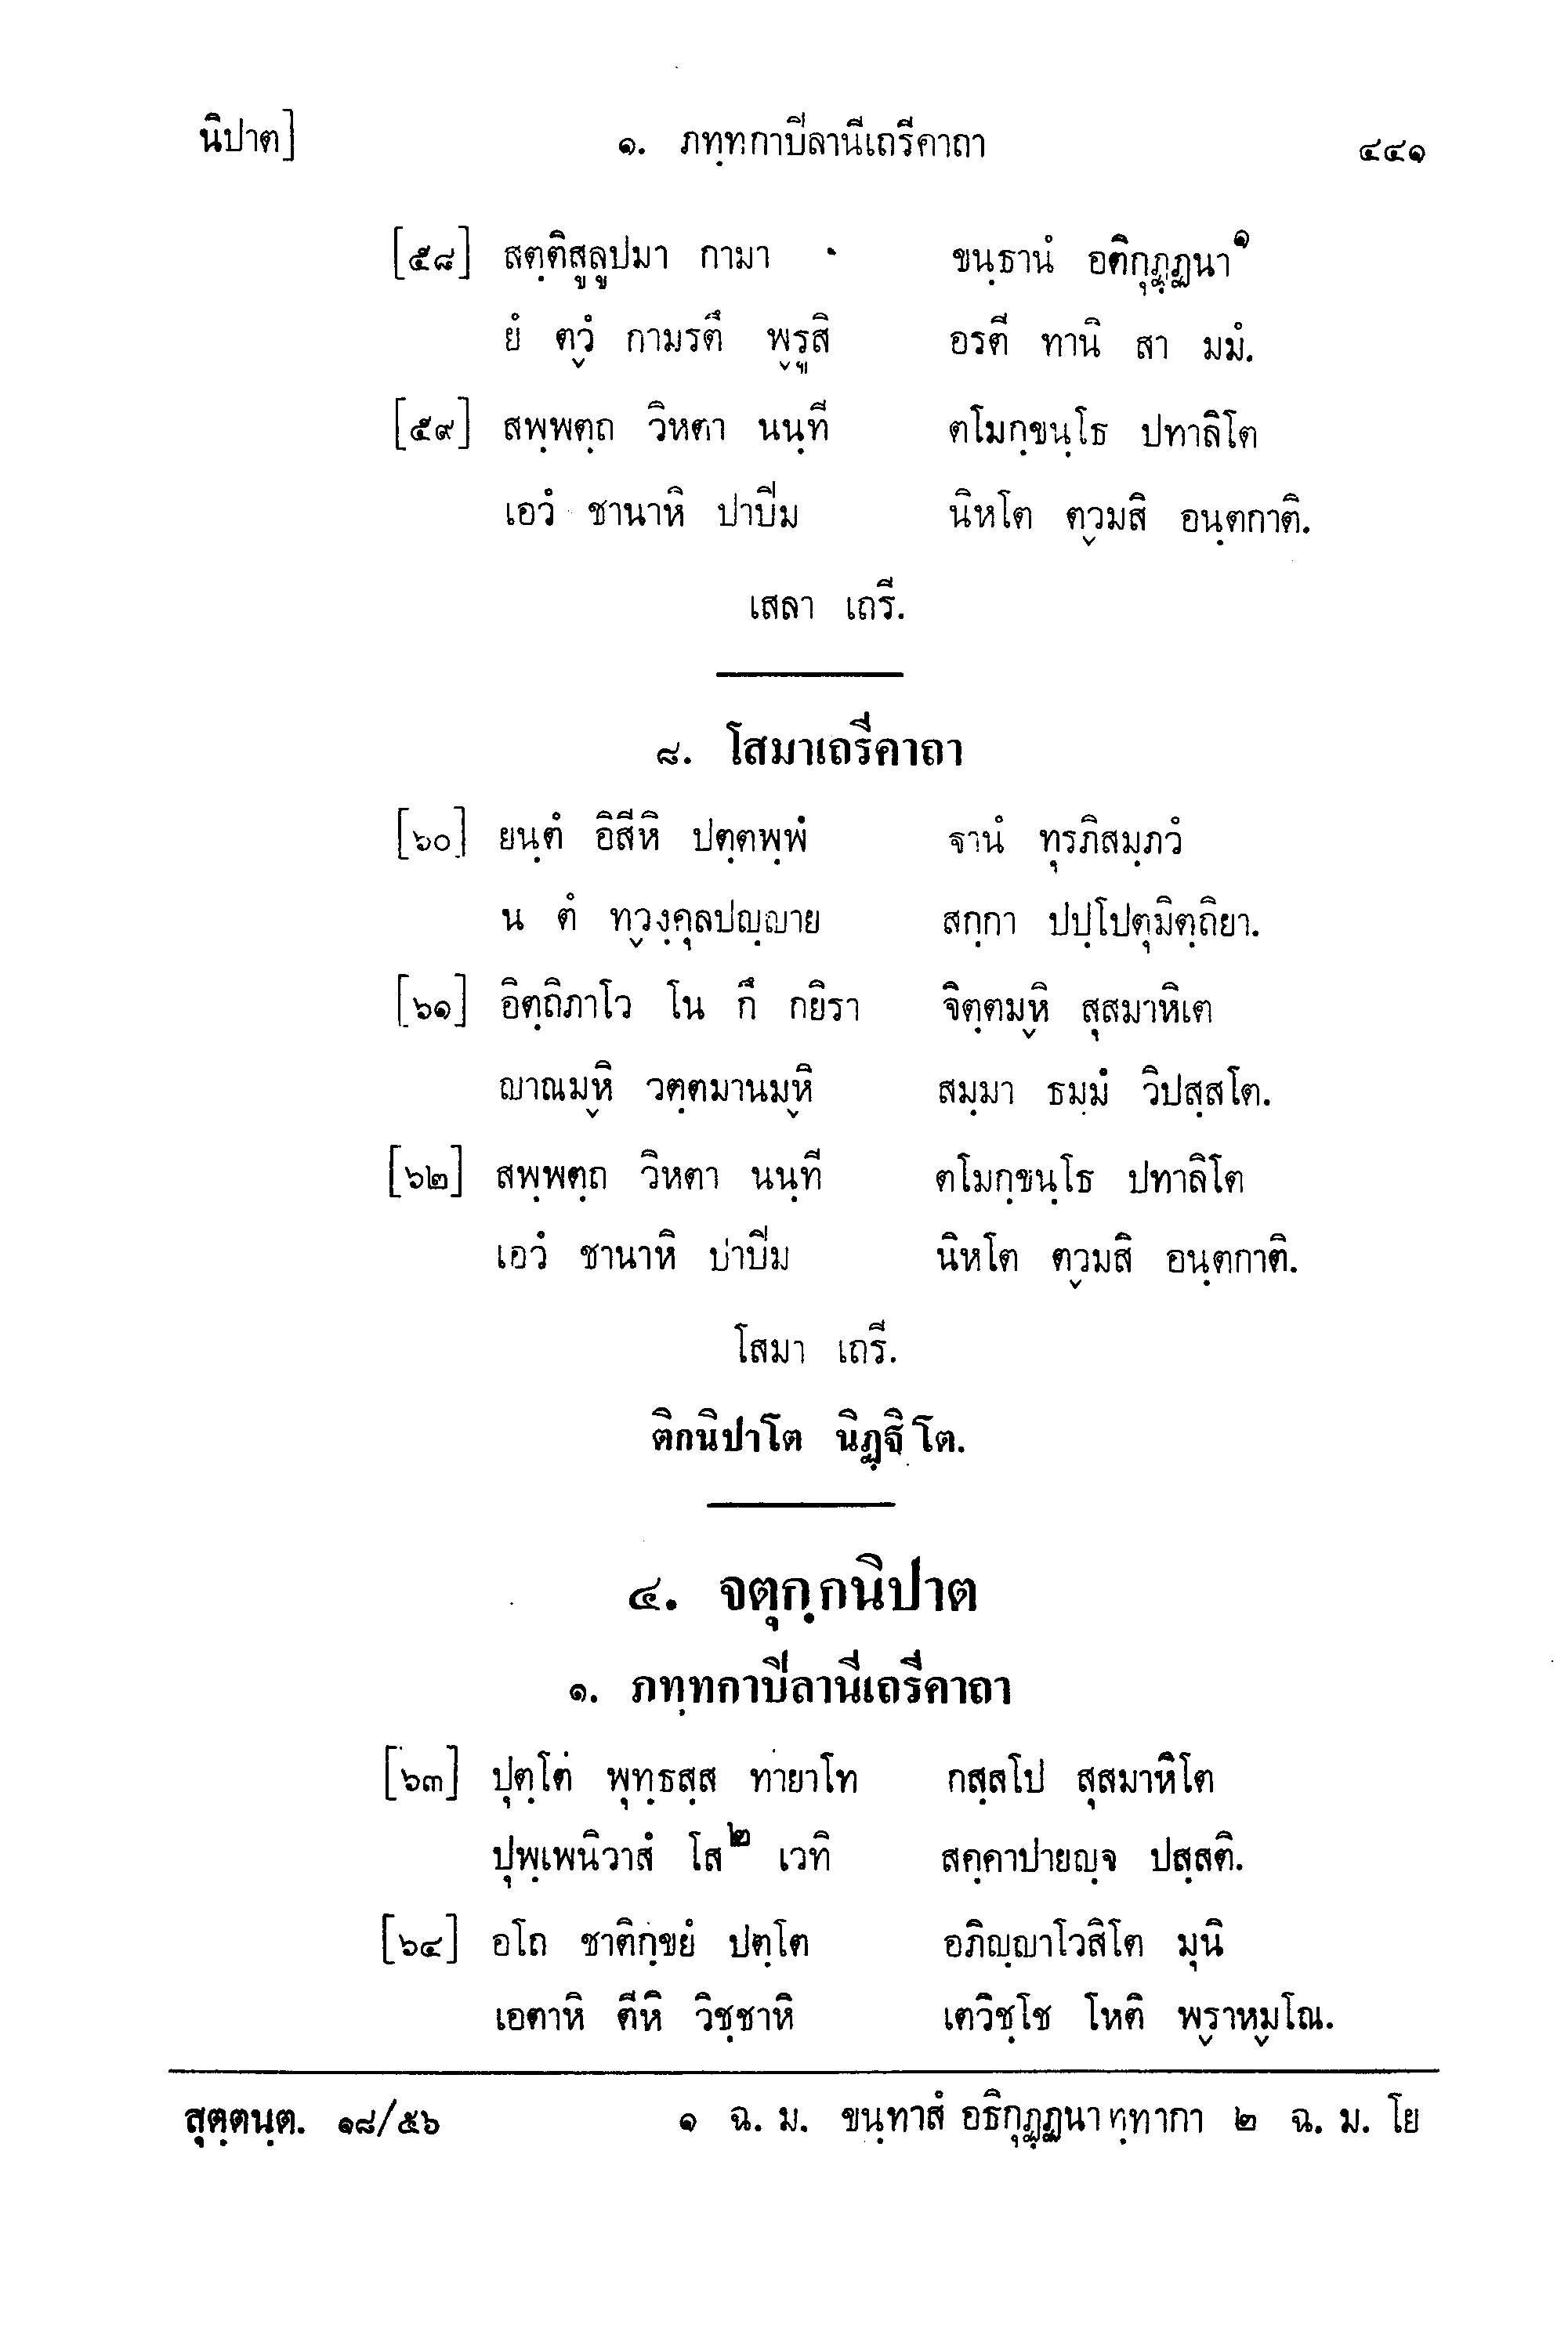 นิปาต] ๑. ภทฺทกาปีลานีเถรีคาถา ๔๔๑
[๕๘] สตฺติสูลูปมา กามา ขนฺธานํ อติกุฏฺฏนา๑
ยํ ตฺวํ กามรตึ พฺรูสิ อรตี ทานิ สา มมํ.
[๕๙] สพฺพตฺถ วิหตา นนฺที ตโมกฺขนฺโธ ปทาลิโต
เอวํ ชานาหิ ปาปีม นิหโต ตฺวมสิ อนฺตกาติ.
เสลา เถรี.
๘. โสมาเถรีคาถา
[๖๐] ยนฺตํ อิสีหิ ปตฺตพฺพํ ฐานํ ทุรภิสมฺภวํ
น ตํ ทฺวงฺคุลปญฺญาย สกฺกา ปปฺโปตุมิตฺถิยา.
[๖๑] อิตฺถิภาโว โน กึ กยิรา จิตฺตมฺหิ สุสมาหิเต
ญาณมฺหิ วตฺตมานมฺหิ สมฺมา ธมฺมํ วิปสฺสโต.
[๖๒] สพฺพตฺถ วิหตา นนฺที ตโมกฺขนฺโธ ปทาลิโต
เอวํ ชานาหิ ปาปีม นิหโต ตฺวมสิ อนฺตกาติ.
โสมา เถรี.
ติกนิปาโต นิฏฺฐิโต.
๔. จตุกฺกนิปาต
๑. ภทฺทกาปีลานีเถรีคาถา
[๖๓] ปุตฺโต พุทฺธสฺส ทายาโท กสฺสโป สุสมาหิโต
ปุพฺเพนิวาสํ โส๒ เวทิ สคฺคาปายญฺจ ปสฺสติ.
[๖๔] อโถ ชาติกฺขยํ ปตฺโต อภิญฺญาโวสิโต มุนิ
เอตาหิ ตีหิ วิชฺชาหิ เตวิชฺโช โหติ พฺราหฺมโณ.
สุตฺตนฺต. ๑๘/๕๖ ๑ ฉ. ม. ขนฺทาสํ อธิกุฏฺฏนา ทฺทากา ๒ ฉ. ม. โย